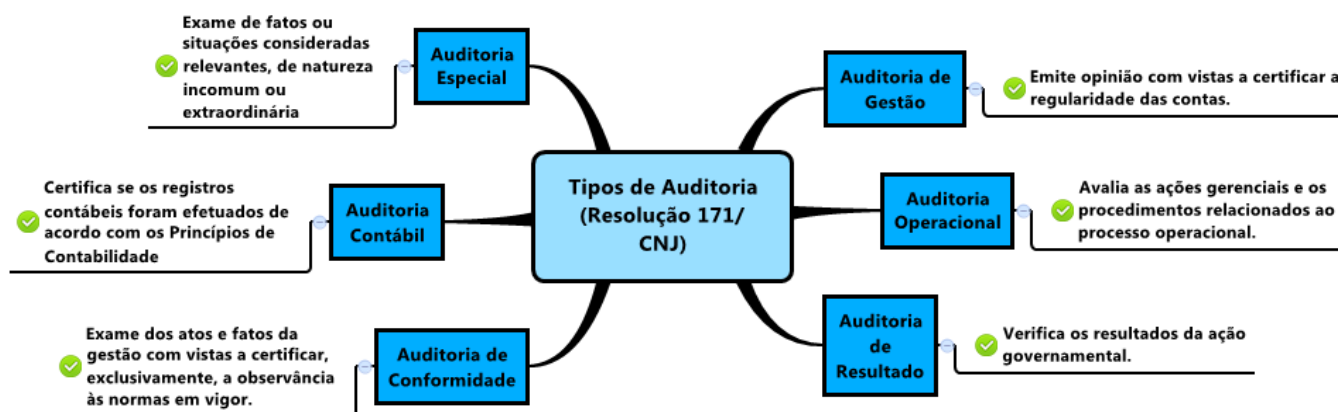 Tipos de Auditoria
(Resolução 171/
CNJ)
Auditoria
Especial
Exame de fatos ou
situações consideradas
relevantes, de natureza
incomum ou
extraordinária
Auditoria
Contábil
Certifica se os registros
contábeis foram efetuados de
acordo com os Princípios de
Contabilidade
Auditoria de
Conformidade
Exame dos atos e fatos da
gestão com vistas a certificar,
exclusivamente, a observância
às normas em vigor.
Auditoria de
Gestão
Emite opinião com vistas a certificar a
regularidade das contas.
Auditoria
Operacional
Avalia as ações gerenciais e os
procedimentos relacionados ao
processo operacional.
Auditoria
de
Resultado
Verifica os resultados da ação
governamental.